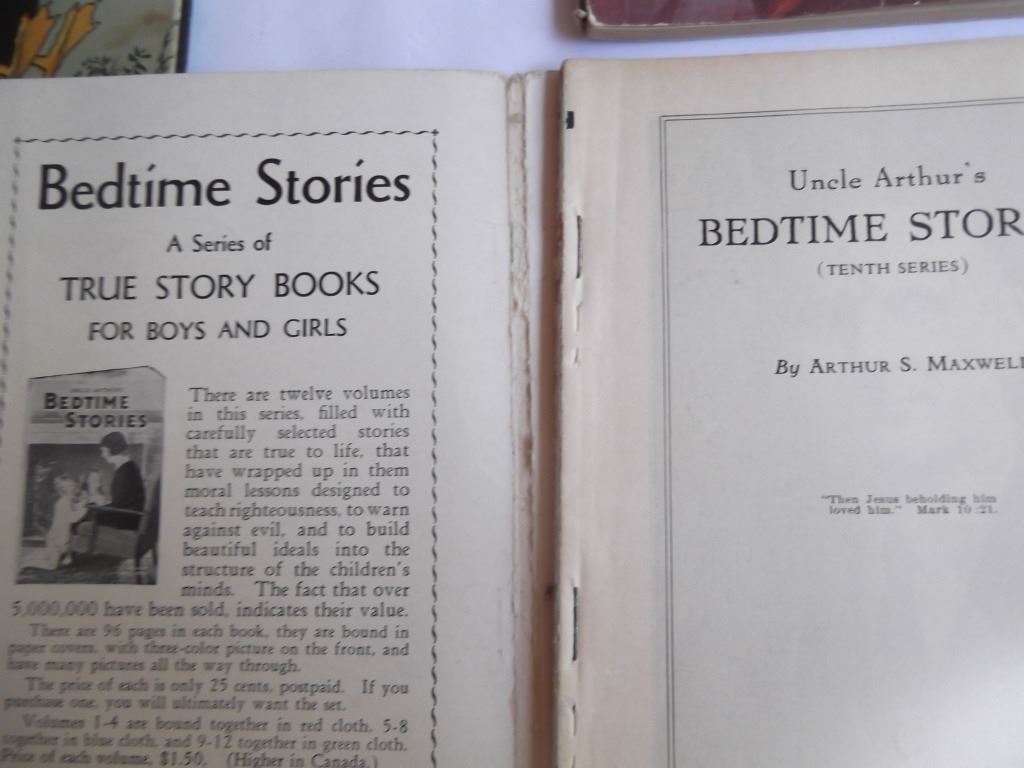 Bedtime Stories
A Series of
TRUE STORY BOOKS
FOR BOYS AND GIRLS
BEDTIME
STORIES
There are twelve volumes
in this series, filled with
carefully selected stories
that are true to life, that
have wrapped up in them
moral lessons designed to
teach righteousness, to warn
against evil, and to build
beautiful ideals into the
structure of the children's
minds. The fact that over
5,000,000 have been sold, indicates their value.
There are 96 pages in each book, they are bound in
paper covers, with three-color picture on the front, and
have many pictures all the way through.
The price of each is only 25 cents, postpaid. If you
purchase one, you will ultimately want the set.
Volumes 1-4 are bound together in red cloth, 5-8
together in blue cloth, and 9-12 together in green cloth.
Price of each volume, $1.50. (Higher in Canada.)
Uncle Arthur's
BEDTIME STOR
(TENTH SERIES)
By ARTHUR S. MAXWELL
"Then Jesus beholding him
loved him." Mark 10:21.